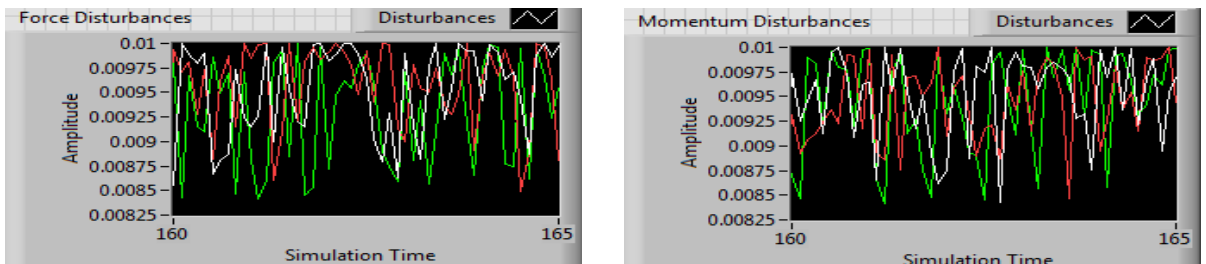 Force Disturbances
Disturbances
0.01
0.00975
0.0095
0.00925
0.009
0.00875
0.0085
0.00825
Amplitude
160
165
Simulation Time
Momentum Disturbances
Disturbances
0.01
0.00975
0.0095
0.00925
0.009
0.00875
0.0085
0.00825
Amplitude
160
165
Simulation Time